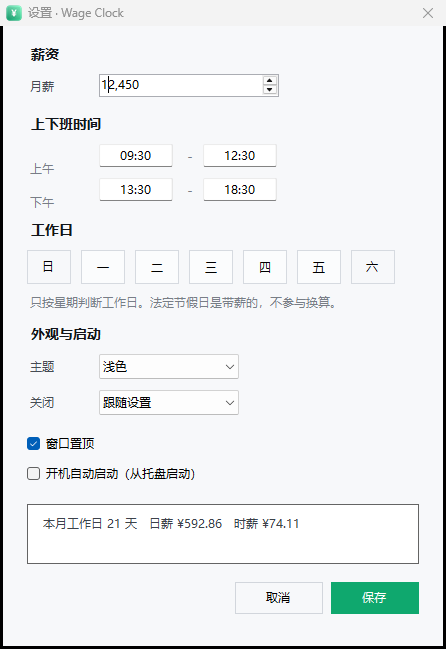 ¥ 设置 · Wage Clock
薪资
月薪 12,450
上下班时间
上午 09:30 - 12:30
下午 13:30 - 18:30
工作日
日 一 二 三 四 五 六
只按星期判断工作日。法定节假日是带薪的，不参与换算。
外观与启动
主题 浅色
关闭 跟随设置
窗口置顶
开机自动启动（从托盘启动）
本月工作日 21 天 日薪 ¥592.86 时薪 ¥74.11
取消 保存